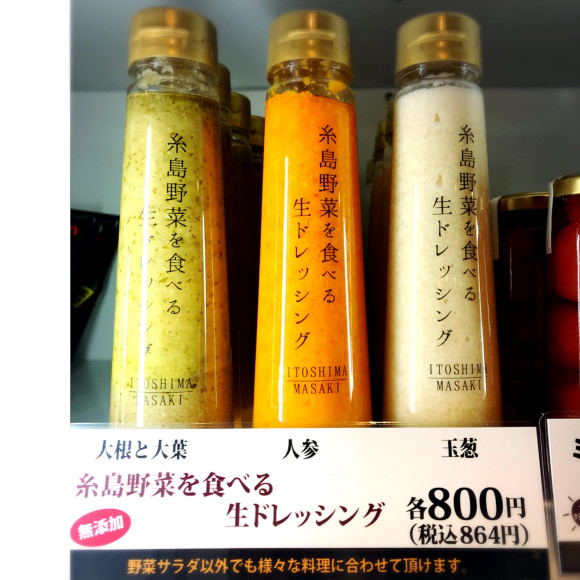 糸島野菜を食べる
生ドレッシング
ITOSHIMA
MASAKI
糸島野菜を食べる
生ドレッシング
ITOSHIMA
MASAKI
糸島野菜を食べる
生ドレッシング
ITOSHIMA
MASAKI
大根と大葉
人参
玉葱
糸島野菜を食べる
生ドレッシング
無添加
各800円
(税込864円)
野菜サラダ以外でも様々な料理に合わせて頂けます。